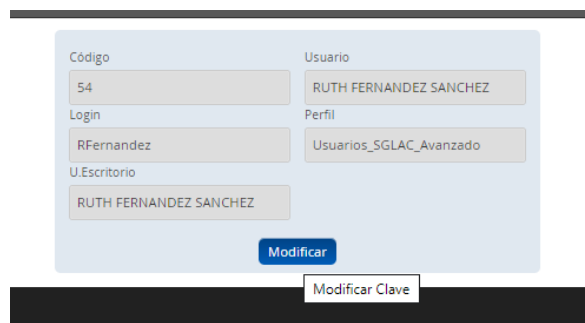 Código Usuario
54 RUTH FERNANDEZ SANCHEZ
Login Perfil
RFernandez Usuarios_SGLAC_Avanzado
U.Escritorio
RUTH FERNANDEZ SANCHEZ
Modificar
Modificar Clave